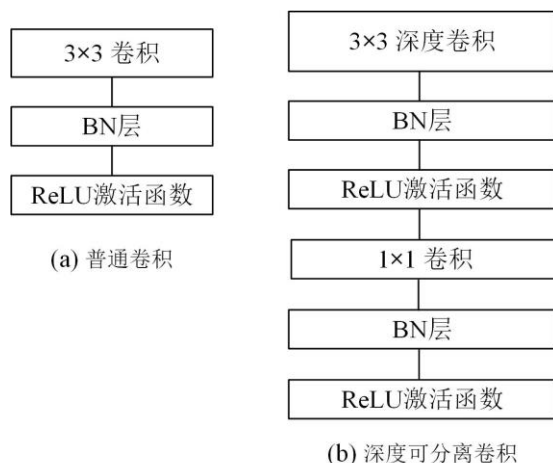 3×3 卷积
BN层
ReLU激活函数
(a) 普通卷积
3×3 深度卷积
BN层
ReLU激活函数
1×1 卷积
BN层
ReLU激活函数
(b) 深度可分离卷积